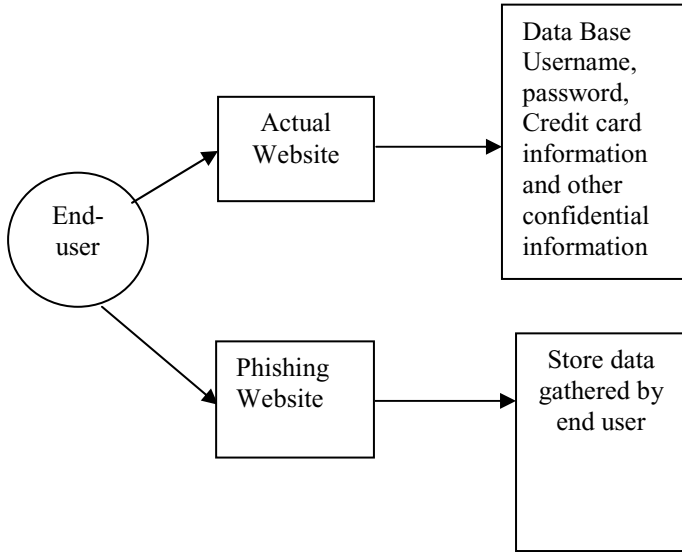 Data Base
Username,
password,
Credit card
information
and other
confidential
information
Actual
Website
End-
user
Phishing
Website
Store data
gathered by
end user